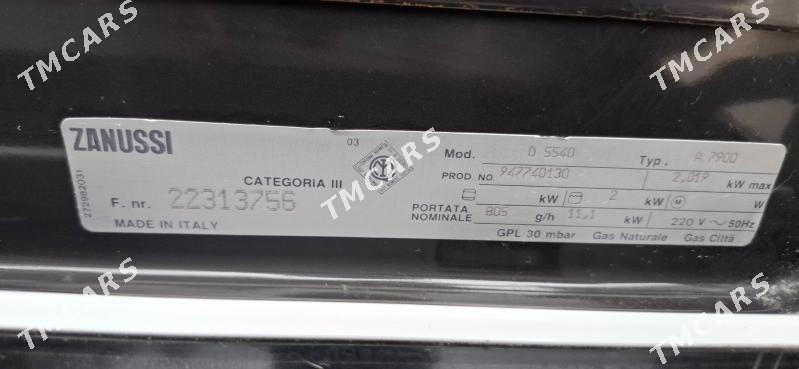 TMCARS
TMCARS
TMCARS
ZANUSSI
03
Mod. D 5540 Typ. A 7900
CATEGORIA III
PROD. NO. 947740130 2,019 kW max
kW 2 kW M W
F. nr. 22313756
PORTATA NOMINALE 805 g/h 11,1 kW 220 V ~ 50Hz
MADE IN ITALY
GPL 30 mbar Gas Naturale Gas Città
272982031
TMCARS
TMCARS
TMCARS